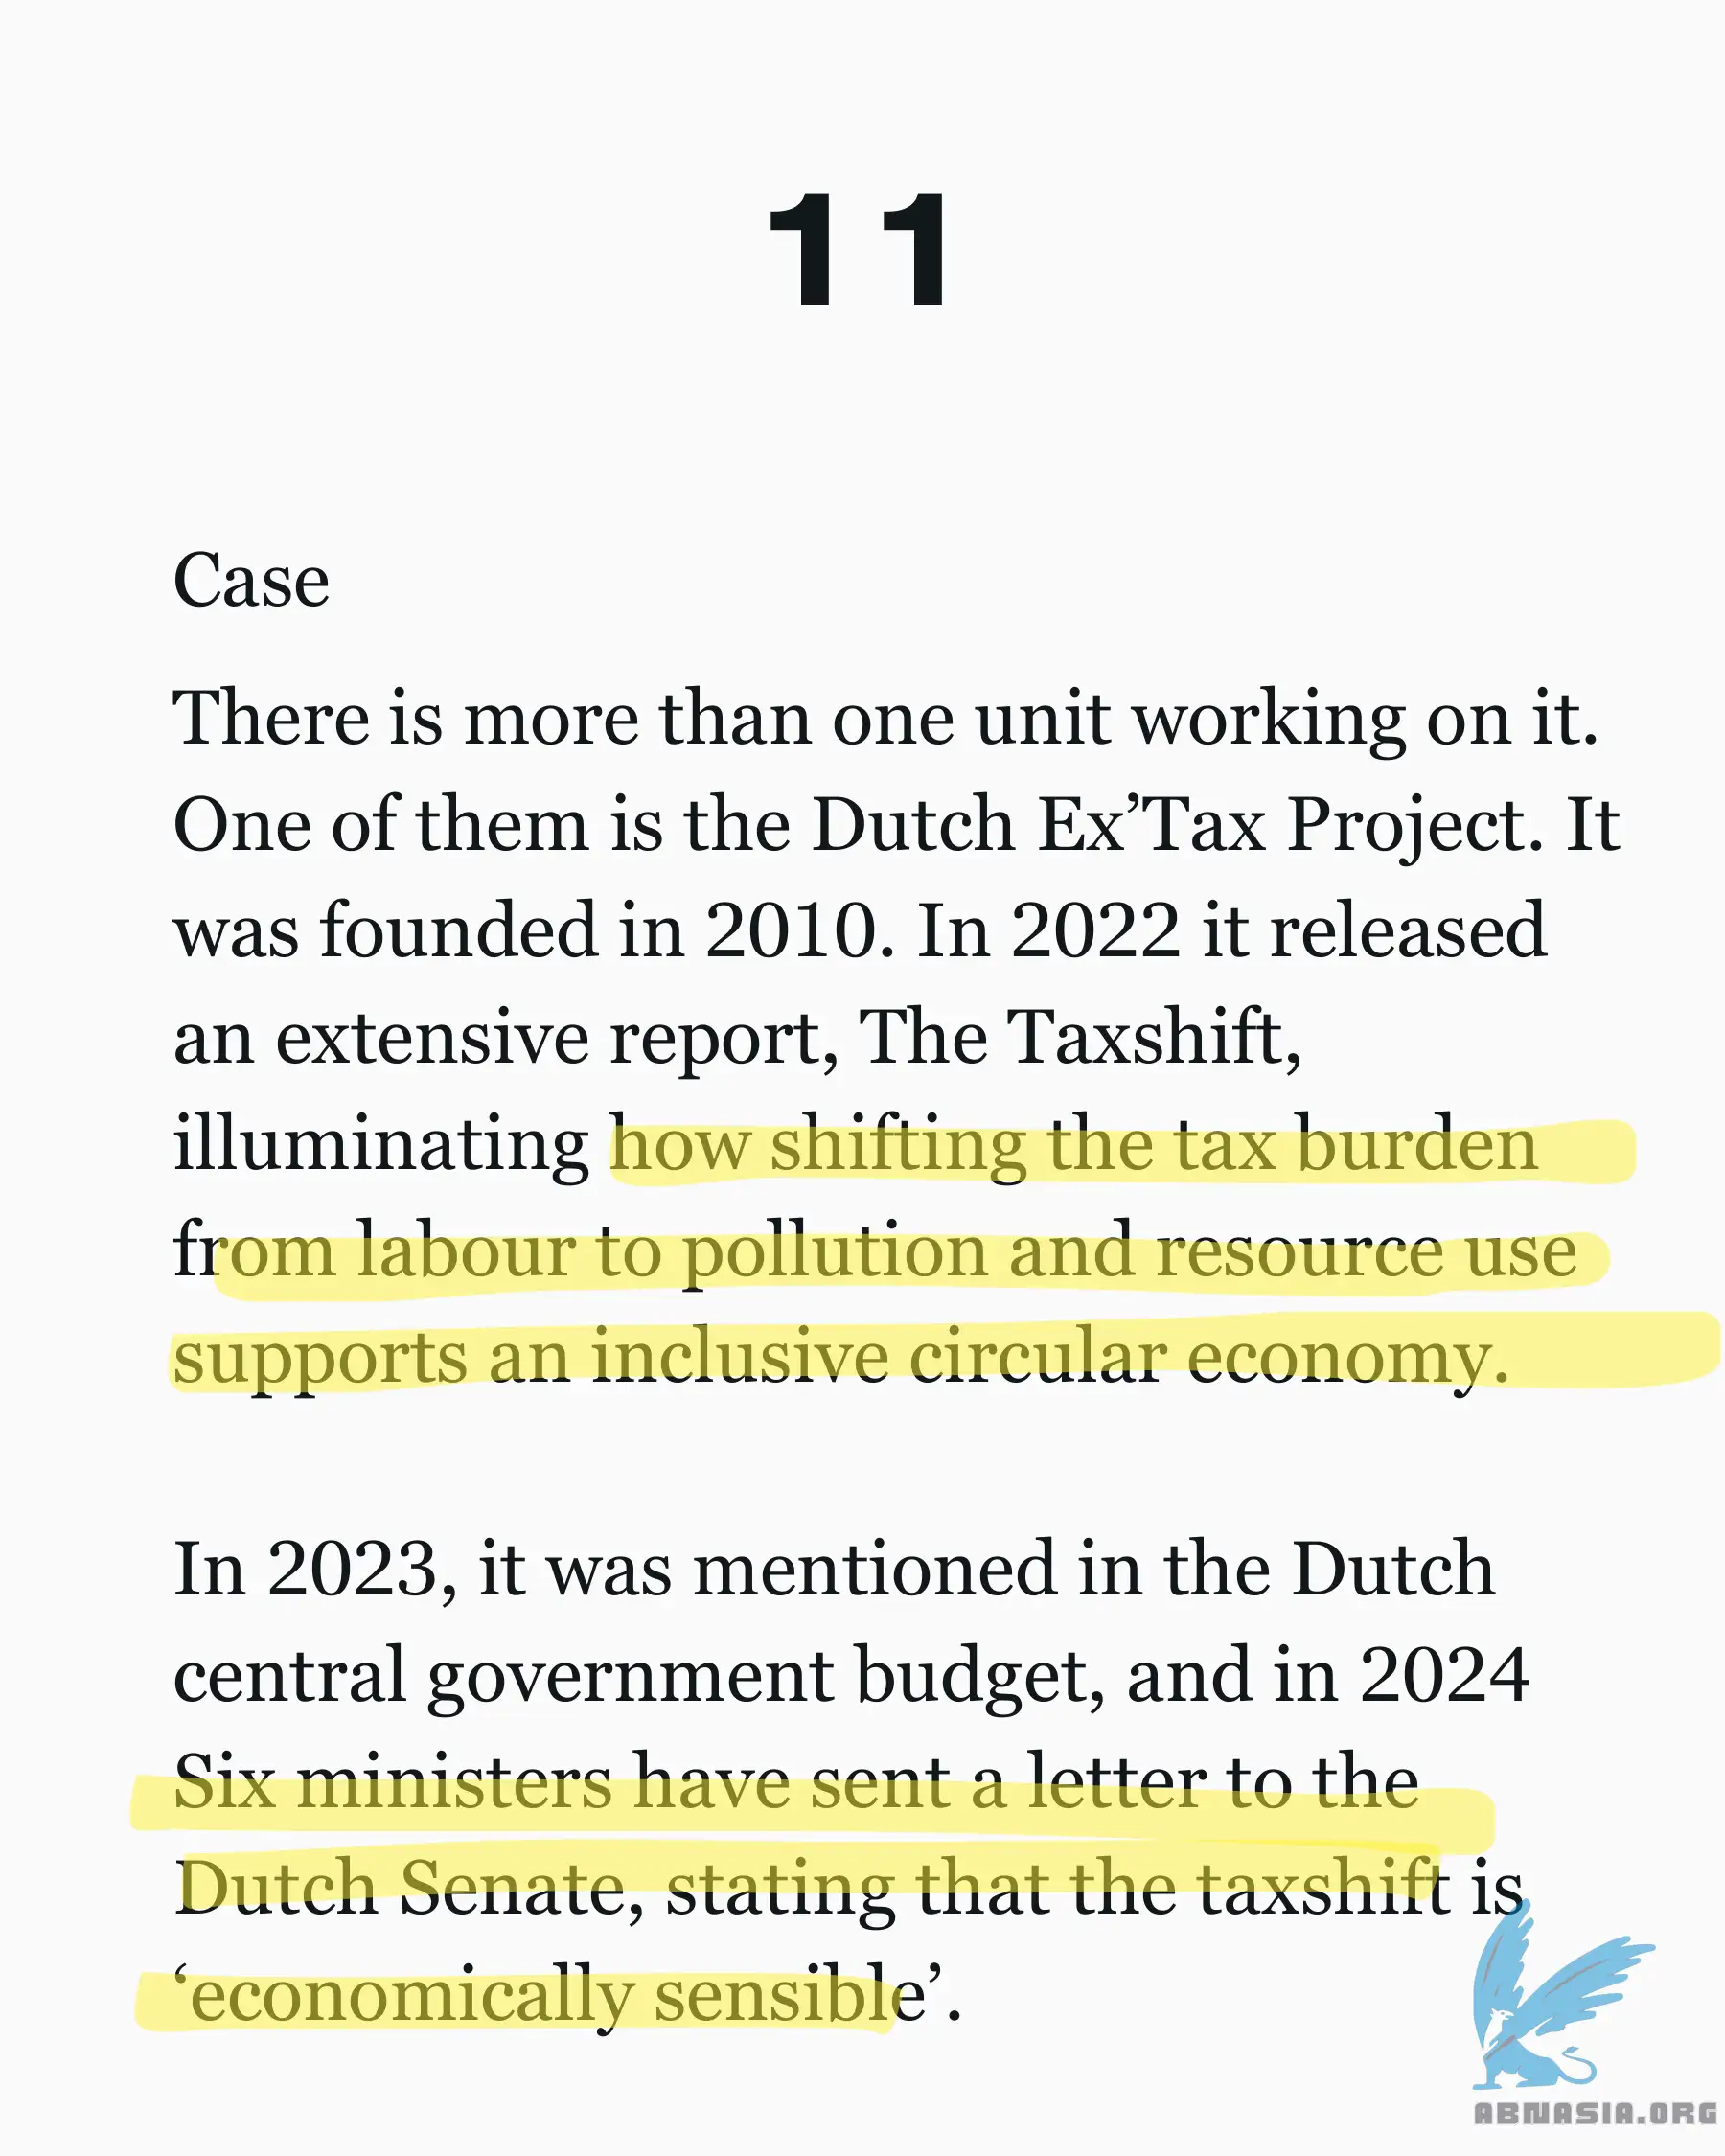 11
Case
There is more than one unit working on it.
One of them is the Dutch Ex’Tax Project. It
was founded in 2010. In 2022 it released
an extensive report, The Taxshift,
illuminating how shifting the tax burden
from labour to pollution and resource use
supports an inclusive circular economy.
In 2023, it was mentioned in the Dutch
central government budget, and in 2024
Six ministers have sent a letter to the
Dutch Senate, stating that the taxshift is
‘economically sensible’.
ABNASIA.ORG